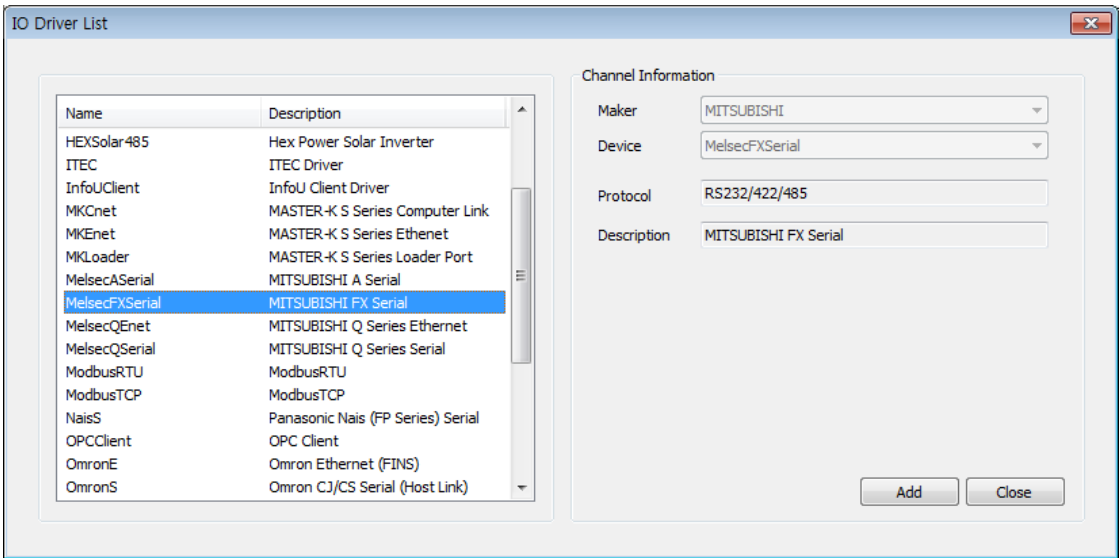 IO Driver List
Name Description
HEXSolar485 Hex Power Solar Inverter
ITEC ITEC Driver
InfoUClient InfoU Client Driver
MKCnet MASTER-K S Series Computer Link
MKEnet MASTER-K S Series Ethenet
MKLoader MASTER-K S Series Loader Port
MelsecASerial MITSUBISHI A Serial
MelsecFXSerial MITSUBISHI FX Serial
MelsecQEnet MITSUBISHI Q Series Ethernet
MelsecQSerial MITSUBISHI Q Series Serial
ModbusRTU ModbusRTU
ModbusTCP ModbusTCP
NaisS Panasonic Nais (FP Series) Serial
OPCClient OPC Client
OmronE Omron Ethernet (FINS)
OmronS Omron CJ/CS Serial (Host Link)
Channel Information
Maker MITSUBISHI
Device MelsecFXSerial
Protocol RS232/422/485
Description MITSUBISHI FX Serial
Add Close